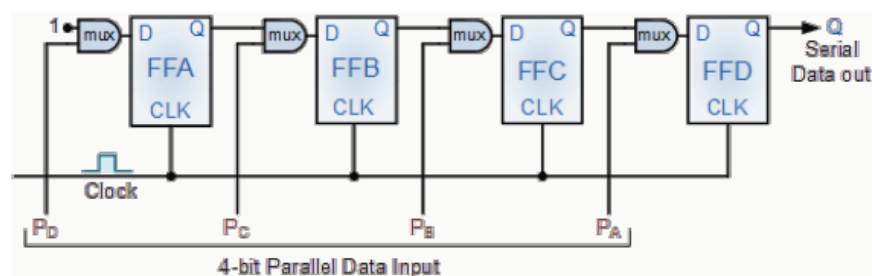 1 mux D Q mux D Q mux D Q mux D Q Q
FFA FFB FFC FFD Serial
Data out
CLK CLK CLK CLK
Clock
PD PC PB PA
4-bit Parallel Data Input